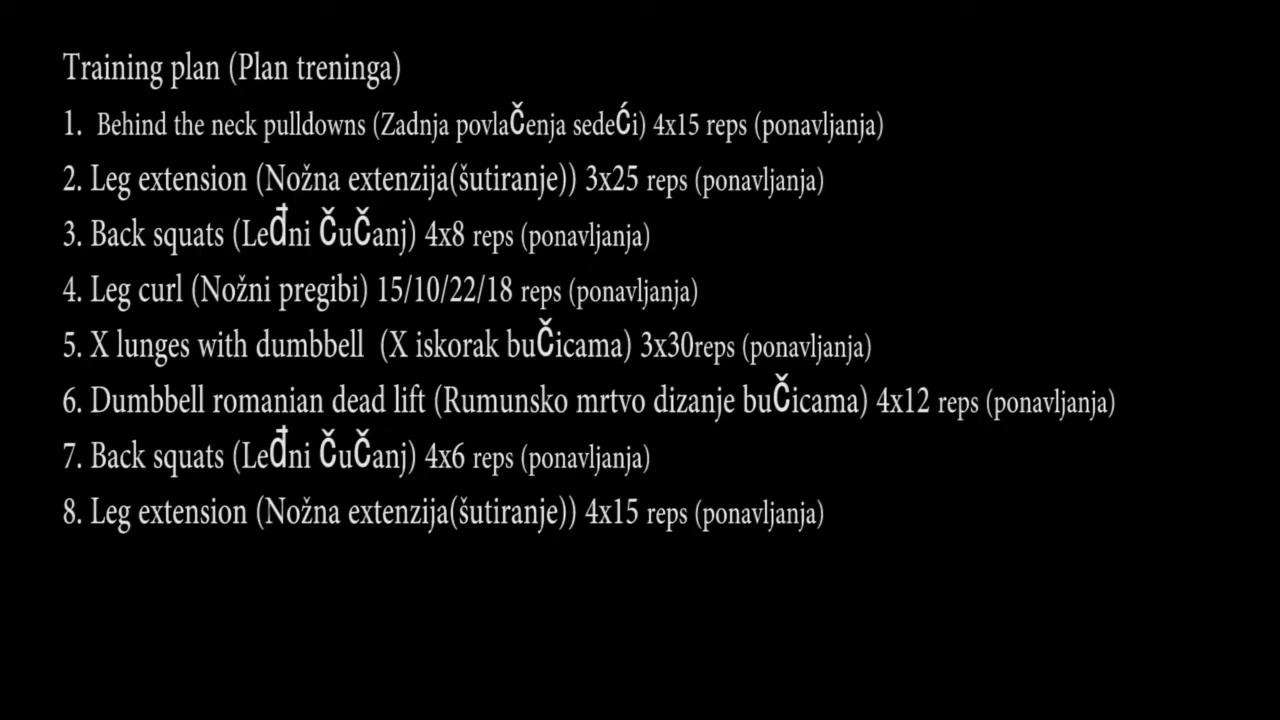 Training plan (Plan treninga)
1. Behind the neck pulldowns (Zadnja povlaČenja sedeĆi) 4x15 reps (ponavljanja)
2. Leg extension (Nožna extenzija(šutiranje)) 3x25 reps (ponavljanja)
3. Back squats (Leđni ČuČanj) 4x8 reps (ponavljanja)
4. Leg curl (Nožni pregibi) 15/10/22/18 reps (ponavljanja)
5. X lunges with dumbbell (X iskorak buČicama) 3x30reps (ponavljanja)
6. Dumbbell romanian dead lift (Rumunsko mrtvo dizanje buČicama) 4x12 reps (ponavljanja)
7. Back squats (Leđni ČuČanj) 4x6 reps (ponavljanja)
8. Leg extension (Nožna extenzija(šutiranje)) 4x15 reps (ponavljanja)